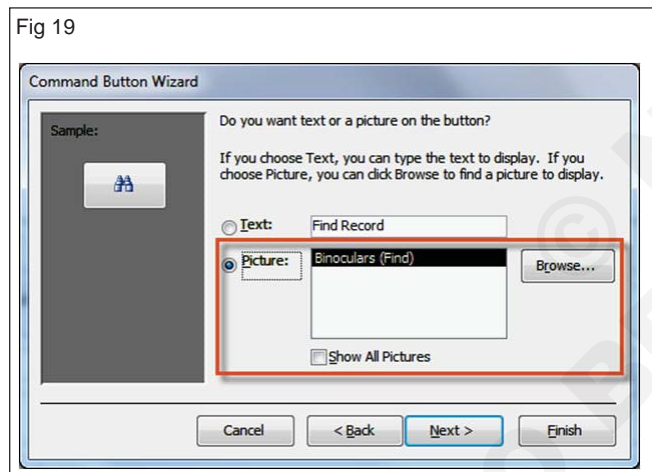 Fig 19
Command Button Wizard
Sample:
Do you want text or a picture on the button?
If you choose Text, you can type the text to display. If you
choose Picture, you can click Browse to find a picture to display.
Text:
Find Record
Picture:
Binoculars (Find)
Browse...
Show All Pictures
Cancel
< Back
Next >
Finish